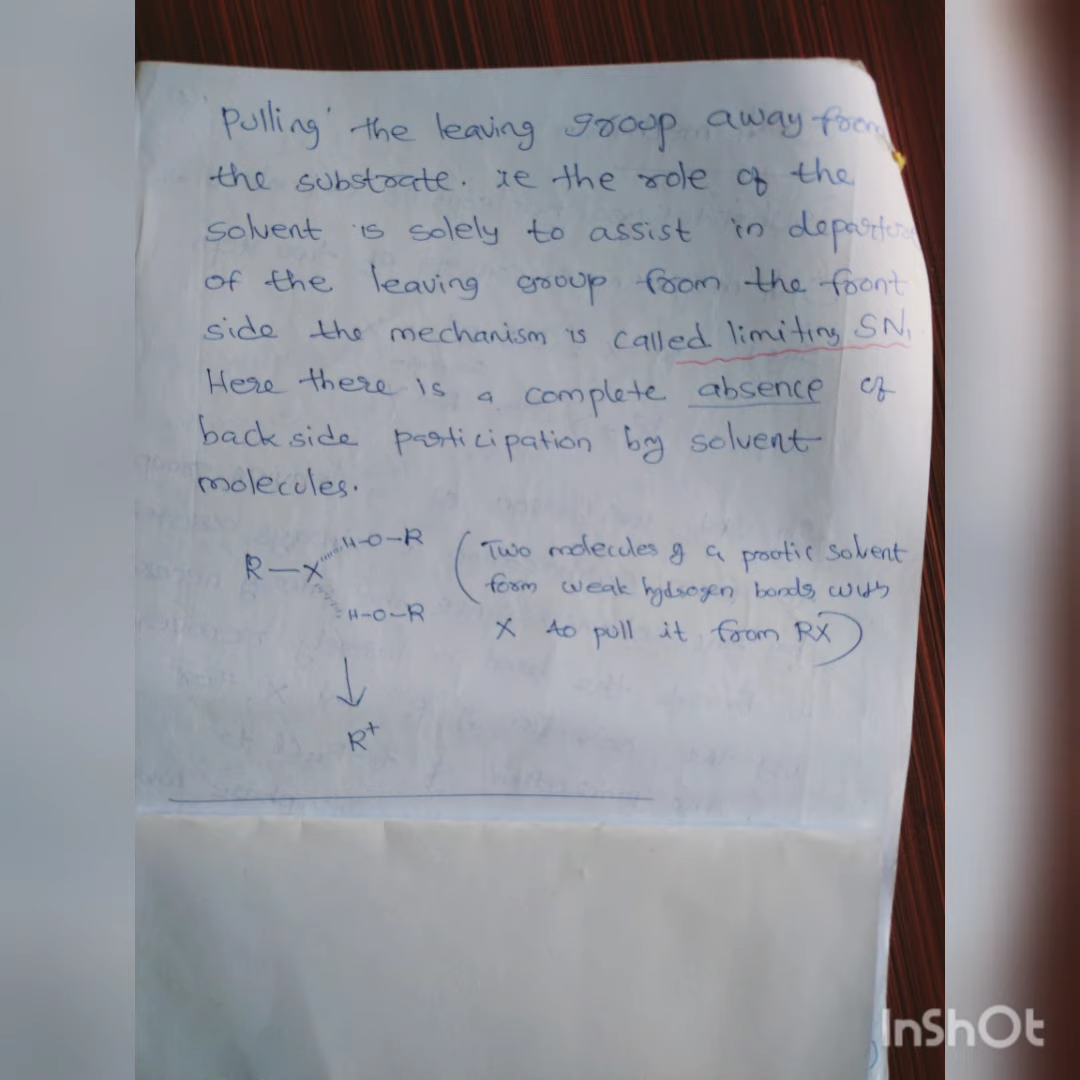 'Pulling' the leaving group away from
the substrate. ie the role of the
solvent is solely to assist in departure
of the leaving group from the front
side the mechanism is called limiting SN1
Here there is a complete absence of
back side participation by solvent
molecules.
R—X
H-O-R
H-O-R
(Two molecules of a protic solvent
form weak hydrogen bonds with
X to pull it from RX)
↓
R+
InShOt